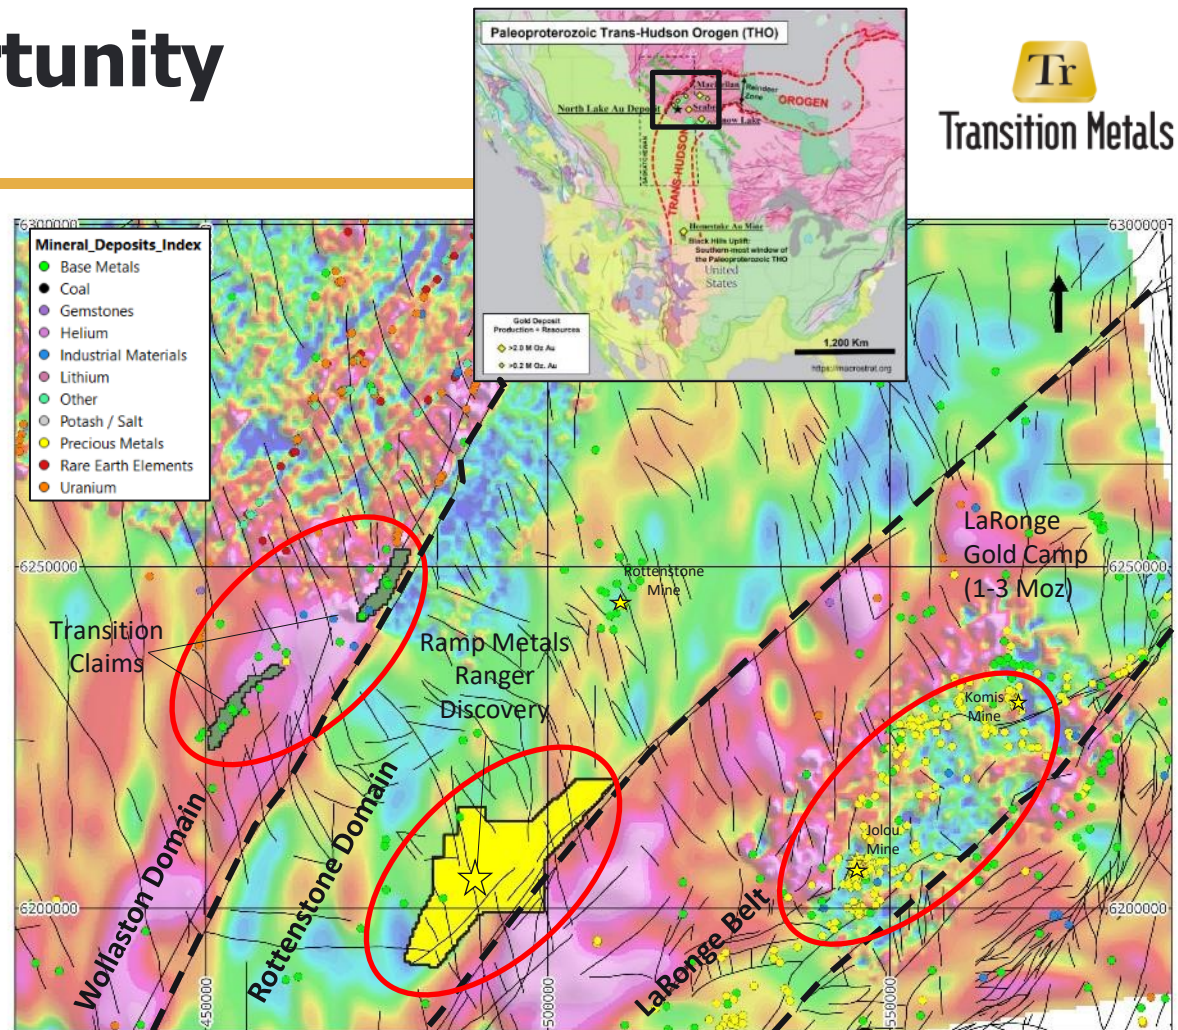 rtunity
Tr
Transition Metals
Paleoproterozoic Trans-Hudson Orogen (THO)
North Lake Au Deposit
Reindeer
Zone
OROGEN
SASKATCHEWAN
TRANS-HUDSON
Homestake Au Mine
Black Hills Uplift:
Southern-most window of
the Paleoproterozoic THO
United
States
Gold Deposit
Production + Resources
>2.0 M Oz Au
>0.2 M Oz. Au
1,200 Km
https://macrostrat.org
6300000
6300000
Mineral_Deposits_Index
Base Metals
Coal
Gemstones
Helium
Industrial Materials
Lithium
Other
Potash / Salt
Precious Metals
Rare Earth Elements
Uranium
LaRonge
Gold Camp
(1-3 Moz)
6250000
6250000
Rottenstone
Mine
Transition
Claims
Ramp Metals
Ranger
Discovery
Komis
Mine
Jolou
Mine
Wollaston Domain
Rottenstone Domain
LaRonge Belt
6200000
6200000
450000
500000
550000